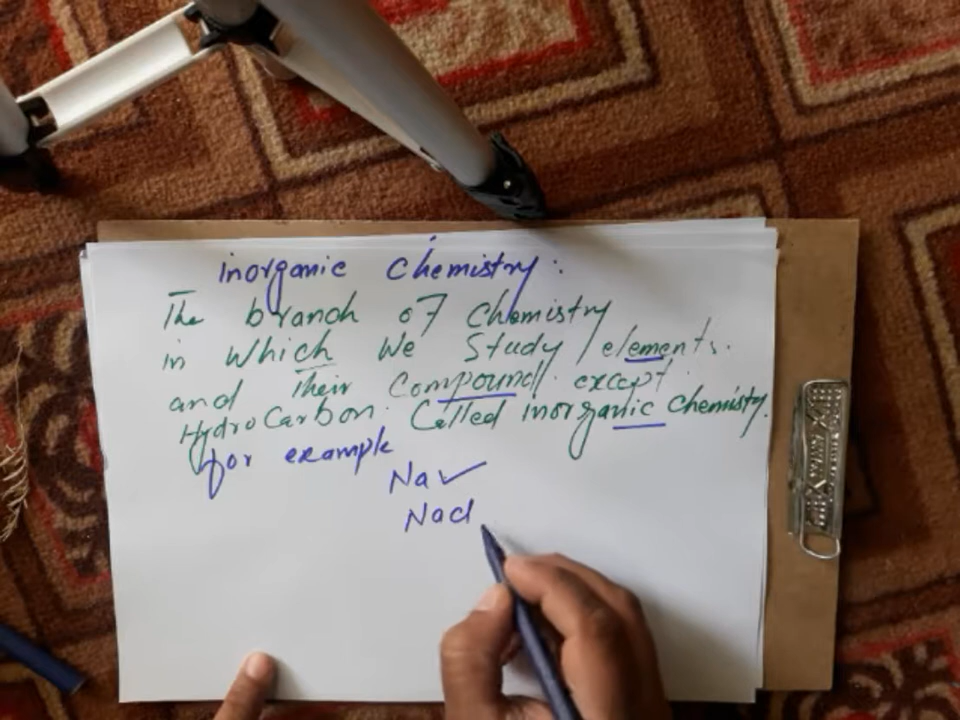 inorganic chemistry:
The branch of chemistry
in which we study elements.
and Their compound. except.
HydroCarbon. Called inorganic chemistry.
for example
Na✓
Nacl